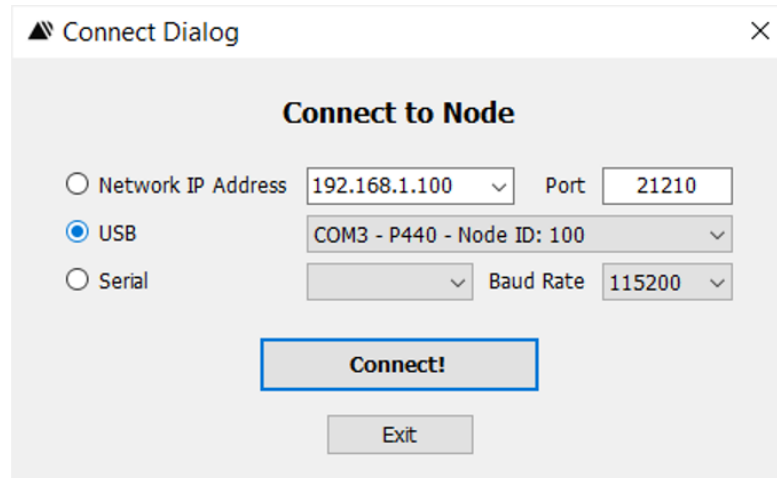 Connect Dialog
Connect to Node
Network IP Address 192.168.1.100 Port 21210
USB COM3 - P440 - Node ID: 100
Serial Baud Rate 115200
Connect!
Exit